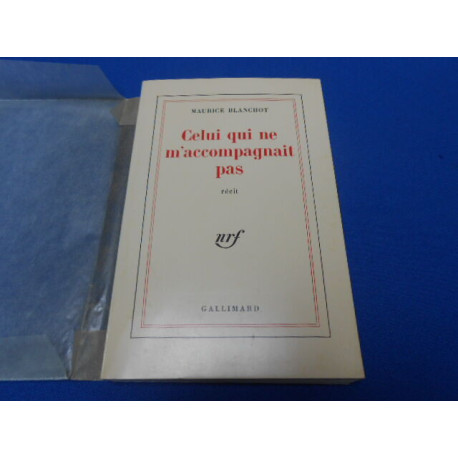 MAURICE BLANCHOT
Celui qui ne
m'accompagnait
pas
récit
nrf
GALLIMARD